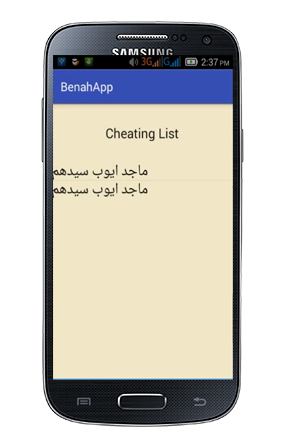 SAMSUNG
3G G 2:37 PM
BenahApp
Cheating List
ماجد ايوب سيدهم
ماجد ايوب سيدهم